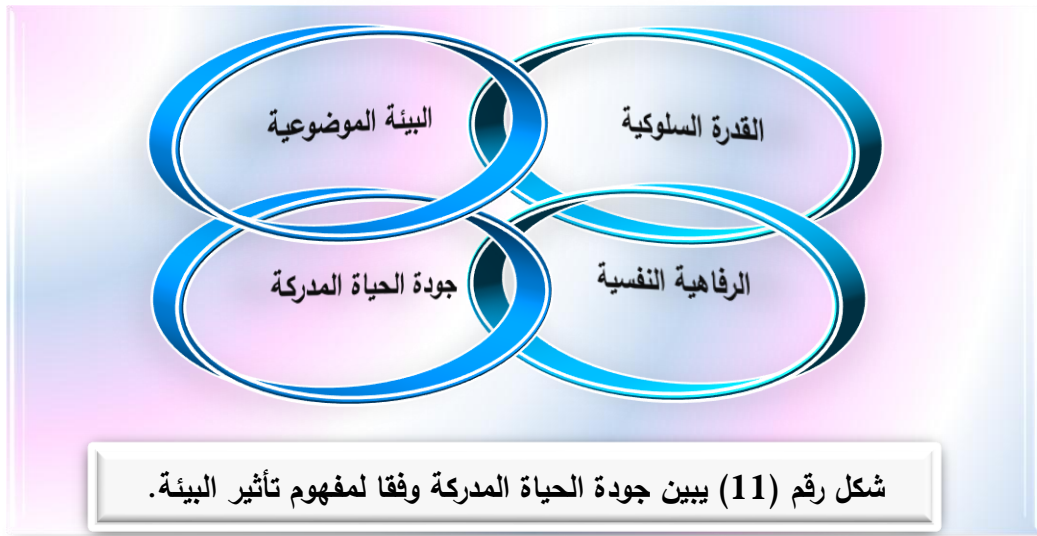 القدرة السلوكية
البيئة الموضوعية
الرفاهية النفسية
جودة الحياة المدركة
شكل رقم (11) يبين جودة الحياة المدركة وفقا لمفهوم تأثير البيئة.